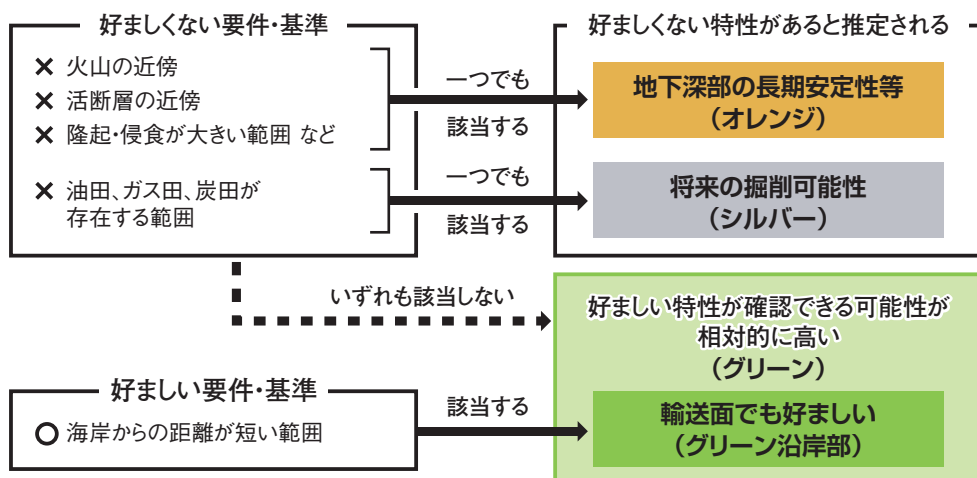 好ましくない要件・基準
× 火山の近傍
× 活断層の近傍
× 隆起・侵食が大きい範囲 など
× 油田、ガス田、炭田が
存在する範囲
一つでも
該当する
一つでも
該当する
好ましくない特性があると推定される
地下深部の長期安定性等
（オレンジ）
将来の掘削可能性
（シルバー）
いずれも該当しない
好ましい特性が確認できる可能性が
相対的に高い
（グリーン）
好ましい要件・基準
○ 海岸からの距離が短い範囲
該当する
輸送面でも好ましい
（グリーン沿岸部）